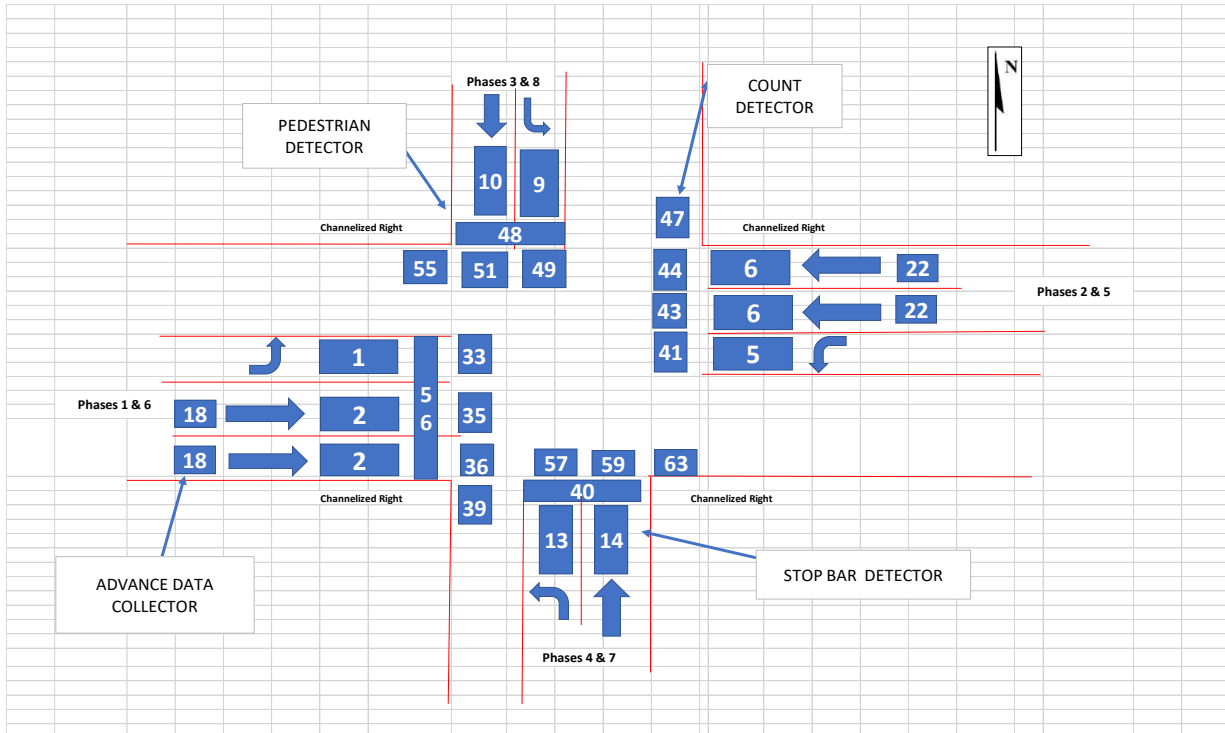 Phases 3 & 8
N
COUNT
DETECTOR
PEDESTRIAN
DETECTOR
10
9
47
Channelized Right
48
Channelized Right
55
51
49
44
6
22
Phases 2 & 5
43
6
22
41
5
1
33
5
6
Phases 1 & 6
18
2
35
18
2
36
57
59
63
Channelized Right
39
40
Channelized Right
13
14
ADVANCE DATA
COLLECTOR
STOP BAR DETECTOR
Phases 4 & 7